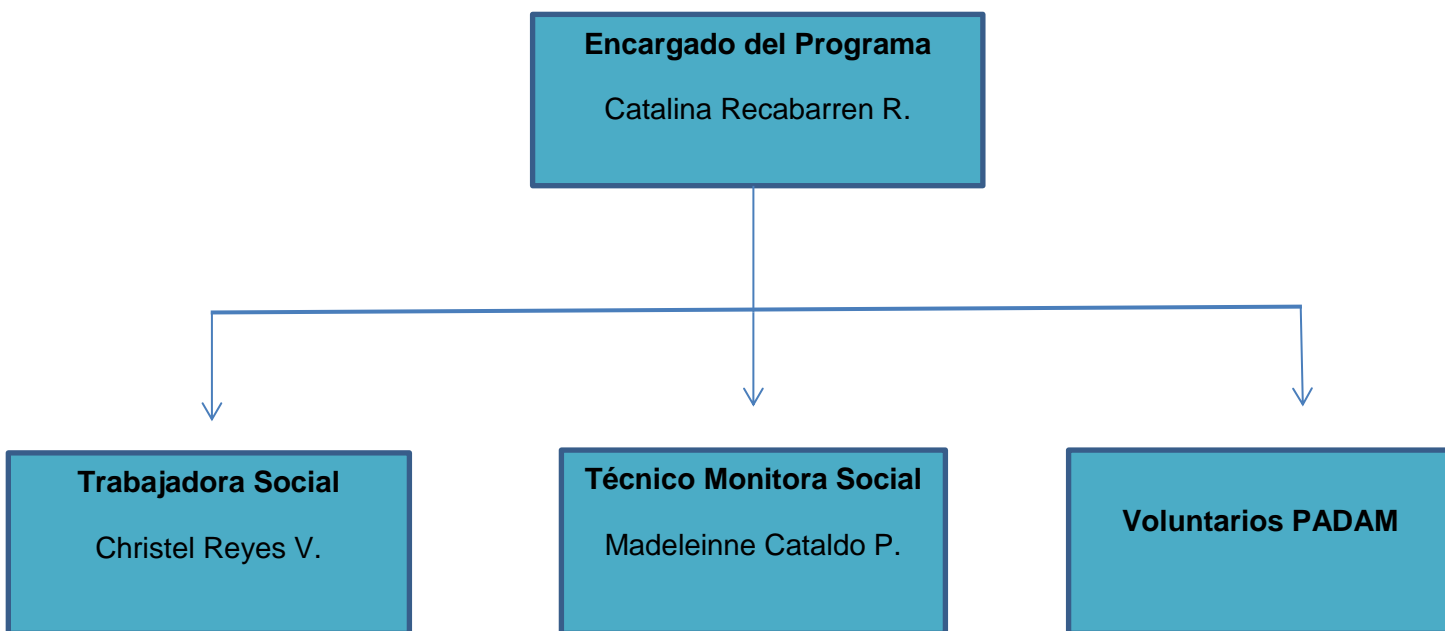 Encargado del Programa
Catalina Recabarren R.
Trabajadora Social
Christel Reyes V.
Técnico Monitora Social
Madeleinne Cataldo P.
Voluntarios PADAM